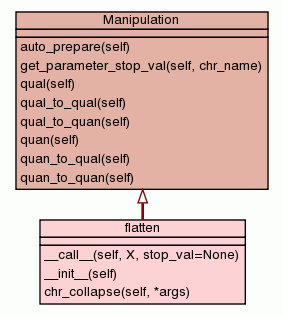 Manipulation
auto_prepare(self)
get_parameter_stop_val(self, chr_name)
qual(self)
qual_to_qual(self)
qual_to_quan(self)
quan(self)
quan_to_qual(self)
quan_to_quan(self)
flatten
__call__(self, X, stop_val=None)
__init__(self)
chr_collapse(self, *args)